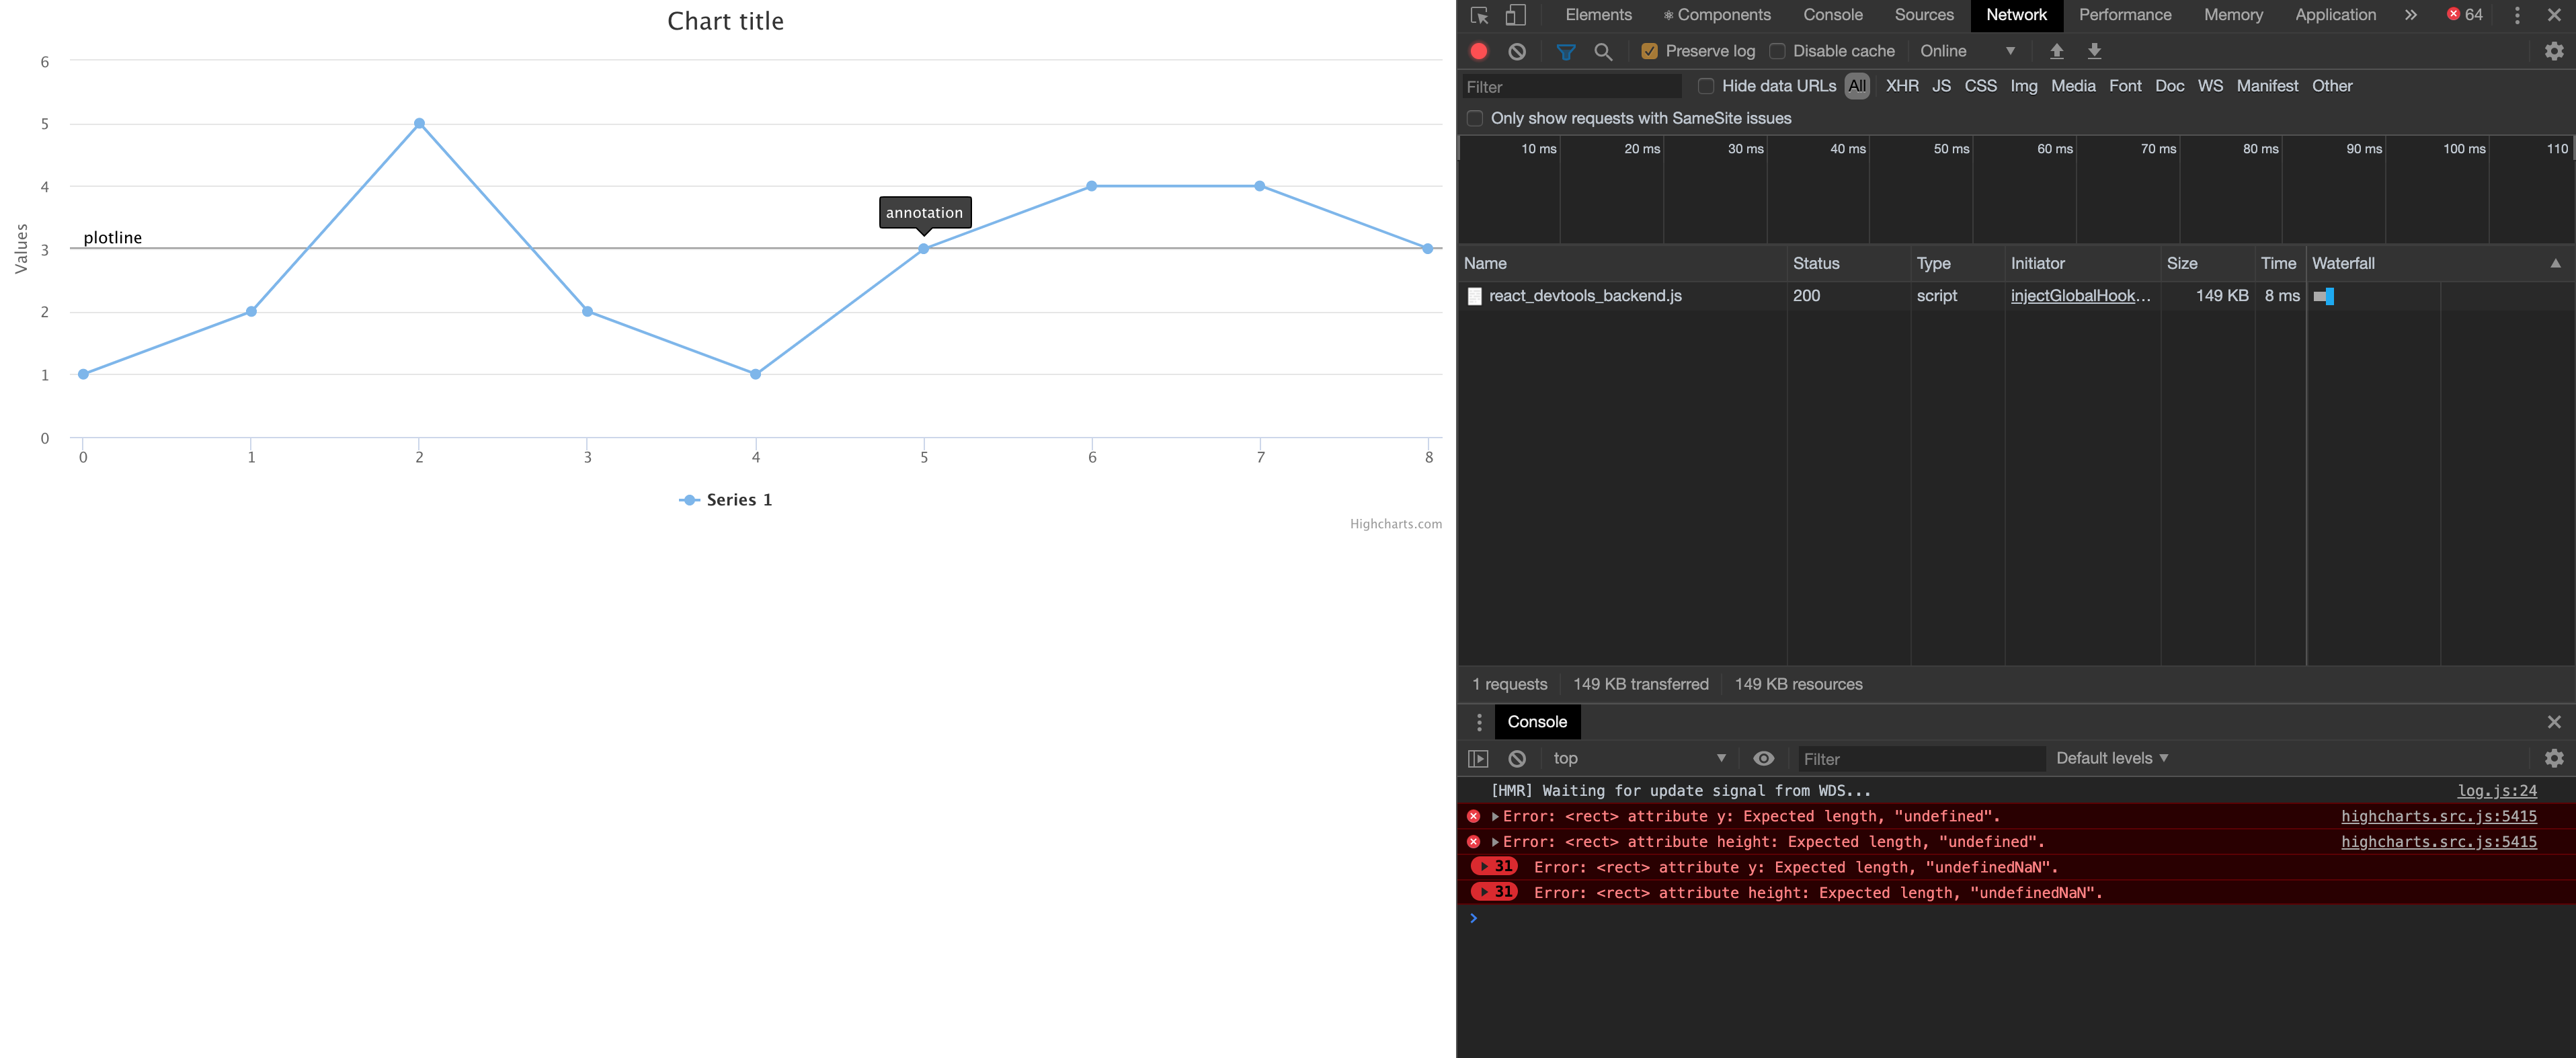 Chart title
6
5
4
3
2
1
0
Values
plotline
annotation
0 1 2 3 4 5 6 7 8
Series 1
Highcharts.com
Elements Components Console Sources Network Performance Memory Application » 64
Preserve log Disable cache Online
Filter Hide data URLs All XHR JS CSS Img Media Font Doc WS Manifest Other
Only show requests with SameSite issues
10 ms 20 ms 30 ms 40 ms 50 ms 60 ms 70 ms 80 ms 90 ms 100 ms 110
Name Status Type Initiator Size Time Waterfall
react_devtools_backend.js 200 script injectGlobalHook... 149 KB 8 ms
1 requests 149 KB transferred 149 KB resources
Console
top Filter Default levels
[HMR] Waiting for update signal from WDS... log.js:24
Error: <rect> attribute y: Expected length, "undefined". highcharts.src.js:5415
Error: <rect> attribute height: Expected length, "undefined". highcharts.src.js:5415
31 Error: <rect> attribute y: Expected length, "undefinedNaN".
31 Error: <rect> attribute height: Expected length, "undefinedNaN".